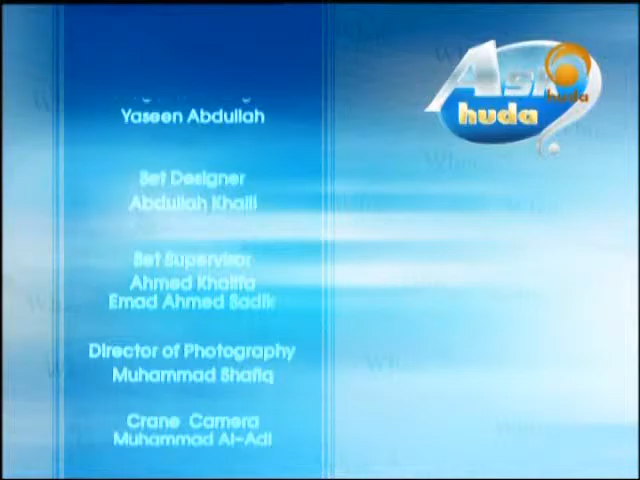 Ask
huda
huda
Yaseen Abdullah
Set Designer
Abdullah Khalil
Set Supervisor
Ahmed Khalifa
Emad Ahmed Sadik
Director of Photography
Muhammad Shafiq
Crane Camera
Muhammad Al-Adl